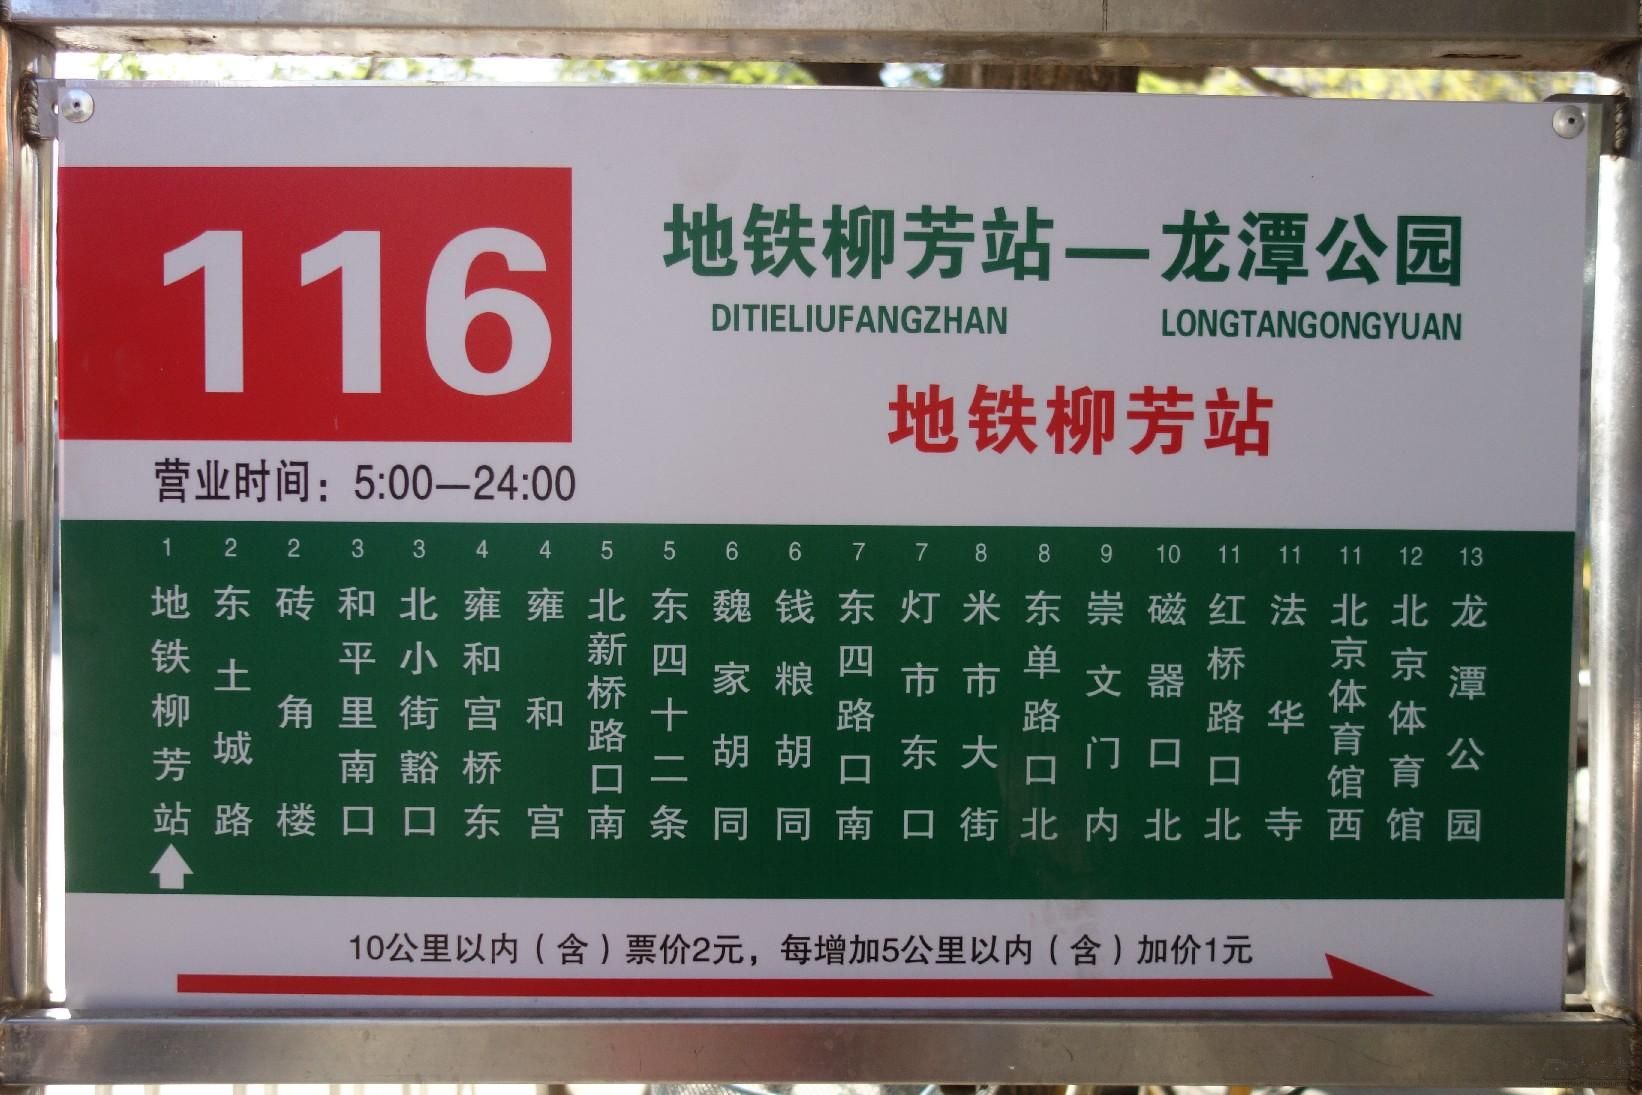 116
地铁柳芳站—龙潭公园
DITIELIUFANGZHAN LONGTANGONGYUAN
地铁柳芳站
营业时间：5:00—24:00
1 地铁柳芳站
2 东土城路
2 砖角楼
3 和平里南口
3 北小街豁口
4 雍和宫桥东
4 雍和宫
5 北新桥路口南
5 东四十二条
6 魏家胡同
6 钱粮胡同
7 东四路口南
7 灯市东口
8 米市大街
8 东单路口北
9 崇文门内
10 磁器口北
11 红桥路口北
11 法华寺
11 北京体育馆西
12 北京体育馆
13 龙潭公园
10公里以内（含）票价2元，每增加5公里以内（含）加价1元